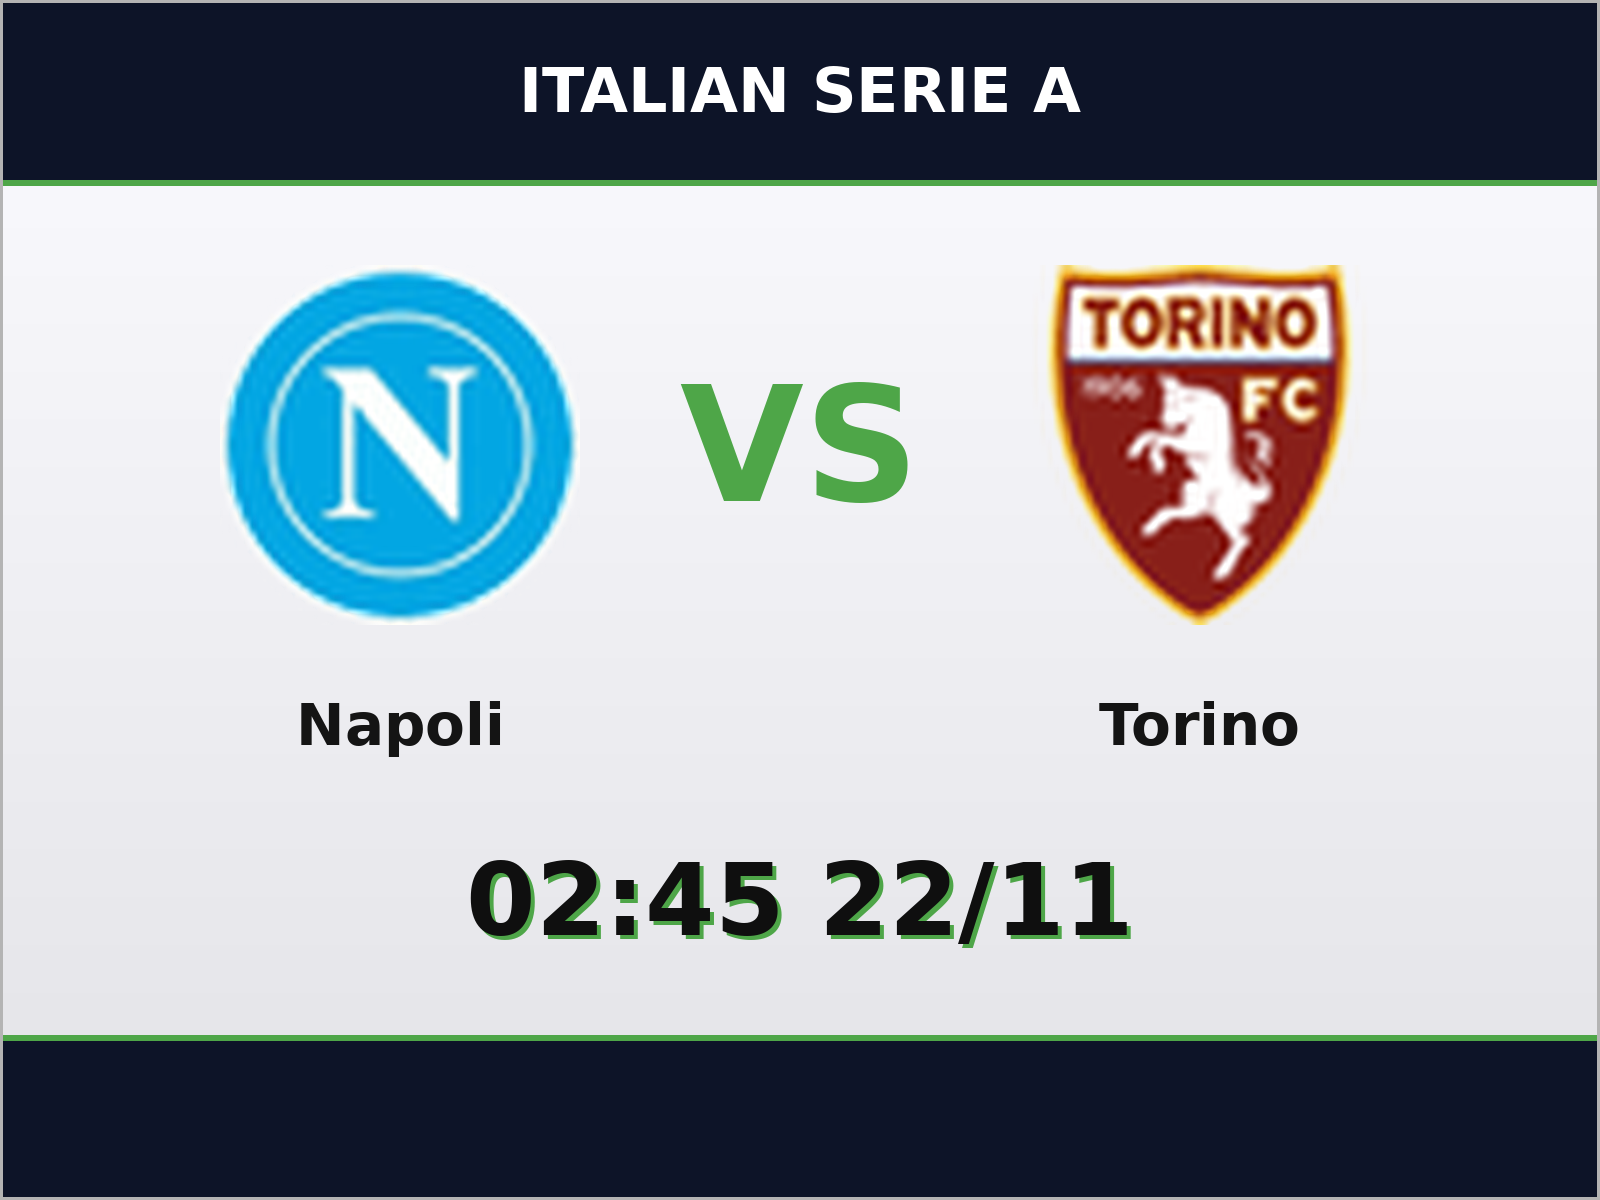 ITALIAN SERIE A
N
VS
TORINO
1906
FC
Napoli
Torino
02:45 22/11